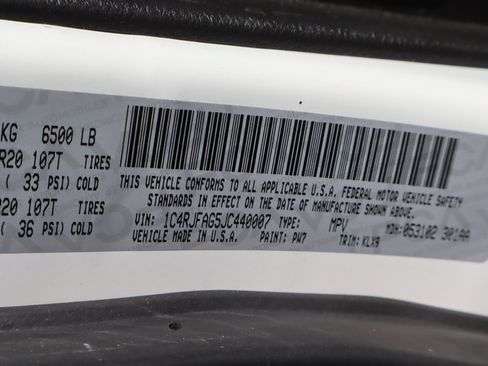 KG 6500 LB
R20 107T TIRES
( 33 PSI) COLD
R20 107T TIRES
( 36 PSI) COLD
THIS VEHICLE CONFORMS TO ALL APPLICABLE U.S.A. FEDERAL MOTOR VEHICLE SAFETY
STANDARDS IN EFFECT ON THE DATE OF MANUFACTURE SHOWN ABOVE.
VIN: 1C4RJFAG5JC440007 TYPE: MPV MDH: 053102 301AA
VEHICLE MADE IN U.S.A. PAINT: PW7 TRIM: KLX9